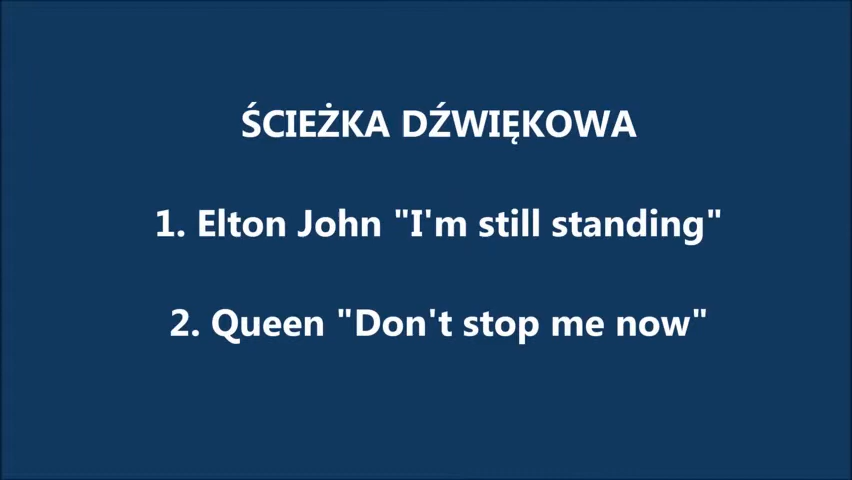 ŚCIEŻKA DŹWIĘKOWA
1. Elton John "I'm still standing"
2. Queen "Don't stop me now"